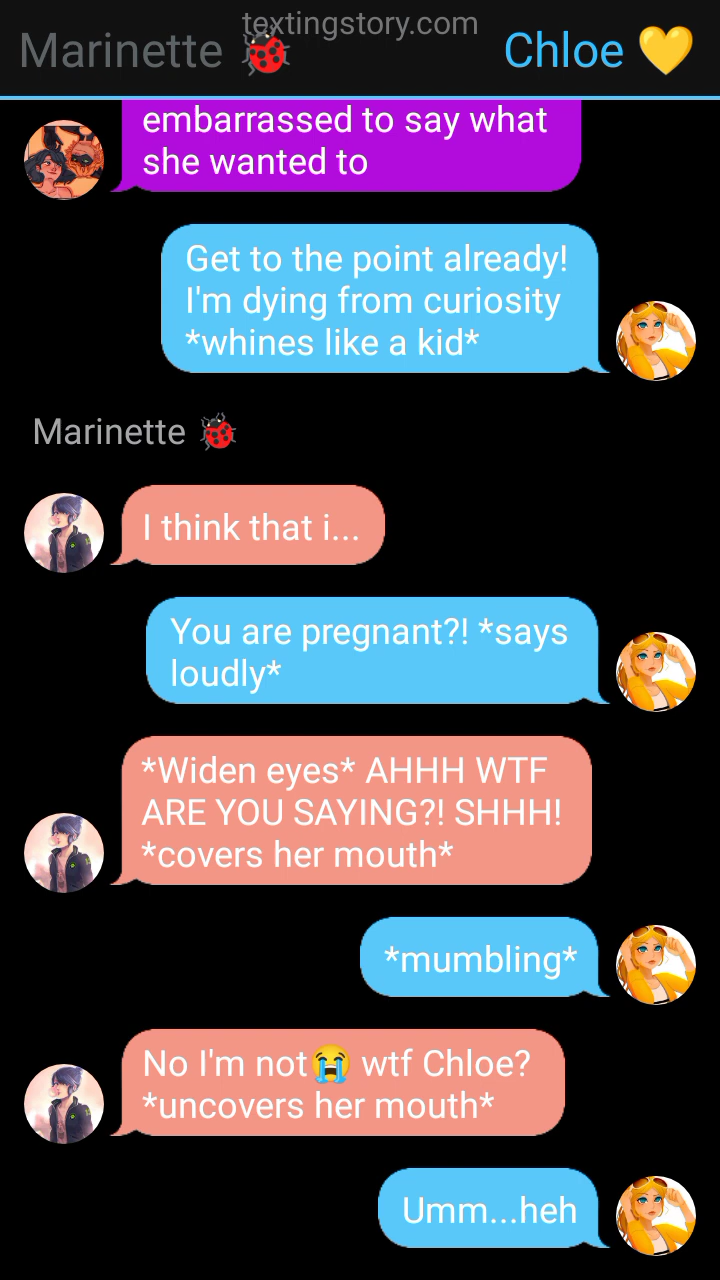 textingstory.com
Marinette 🐞 Chloe 💛
embarrassed to say what
she wanted to
Get to the point already!
I'm dying from curiosity
*whines like a kid*
Marinette 🐞
I think that i...
You are pregnant?! *says
loudly*
*Widen eyes* AHHH WTF
ARE YOU SAYING?! SHHH!
*covers her mouth*
*mumbling*
No I'm not😭 wtf Chloe?
*uncovers her mouth*
Umm...heh